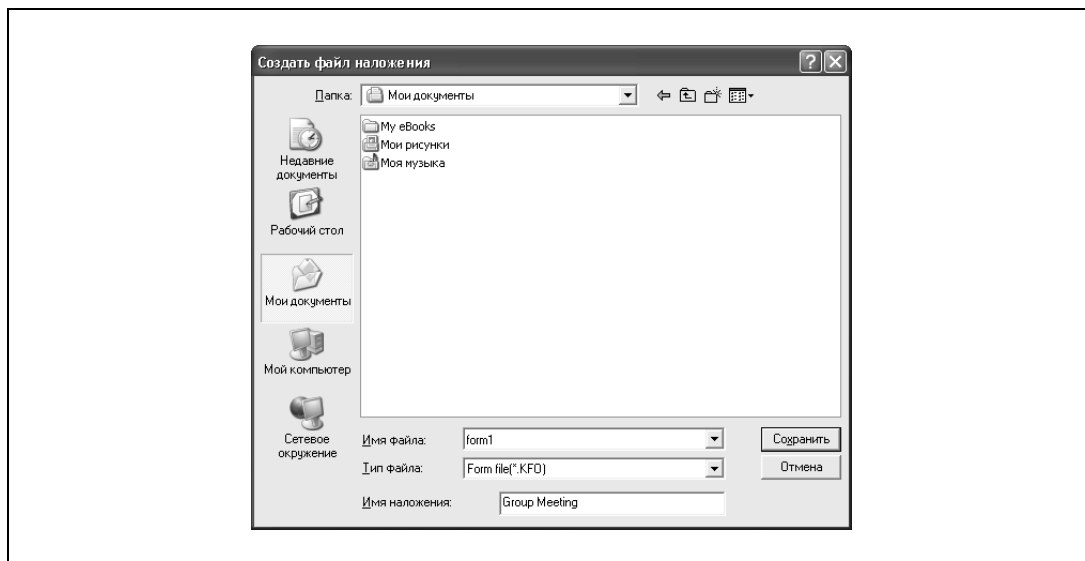 Создать файл наложения
Папка: Мои документы
My eBooks
Мои рисунки
Моя музыка
Недавние
документы
Рабочий стол
Мои документы
Мой компьютер
Сетевое
окружение
Имя файла: form1 Сохранить
Тип файла: Form file(*.KFO) Отмена
Имя наложения: Group Meeting